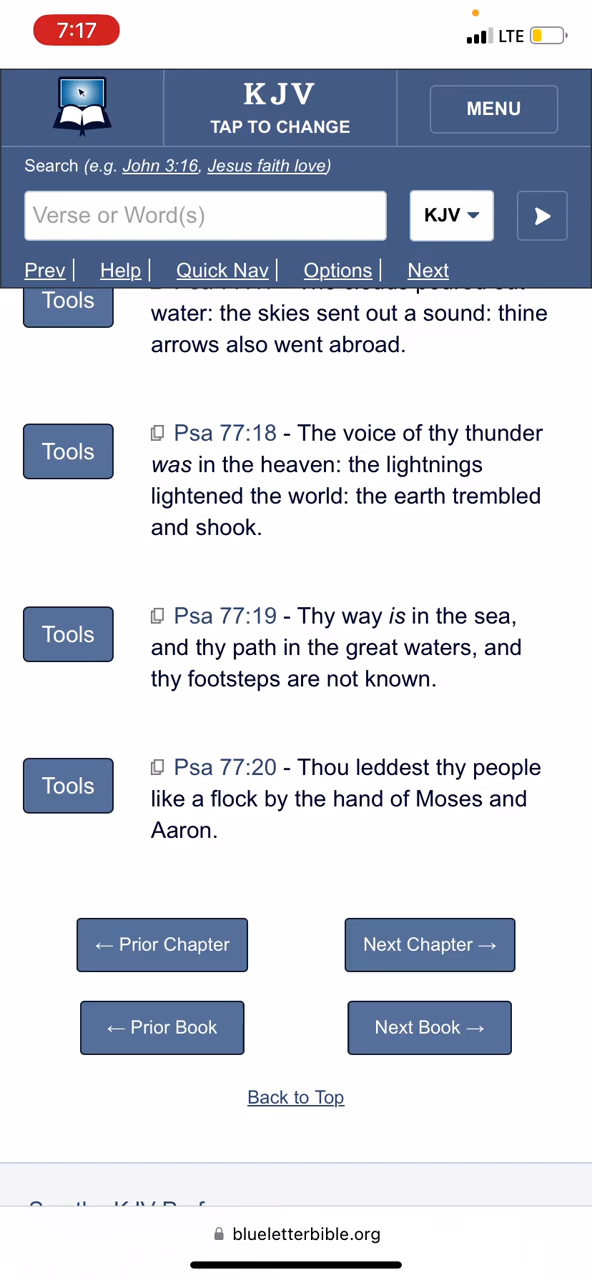 7:17
LTE
KJV
TAP TO CHANGE
MENU
Search (e.g. John 3:16, Jesus faith love)
Verse or Word(s)
KJV
Prev | Help | Quick Nav | Options | Next
Tools
water: the skies sent out a sound: thine
arrows also went abroad.
Tools
Psa 77:18 - The voice of thy thunder
was in the heaven: the lightnings
lightened the world: the earth trembled
and shook.
Tools
Psa 77:19 - Thy way is in the sea,
and thy path in the great waters, and
thy footsteps are not known.
Tools
Psa 77:20 - Thou leddest thy people
like a flock by the hand of Moses and
Aaron.
← Prior Chapter
Next Chapter →
← Prior Book
Next Book →
Back to Top
blueletterbible.org